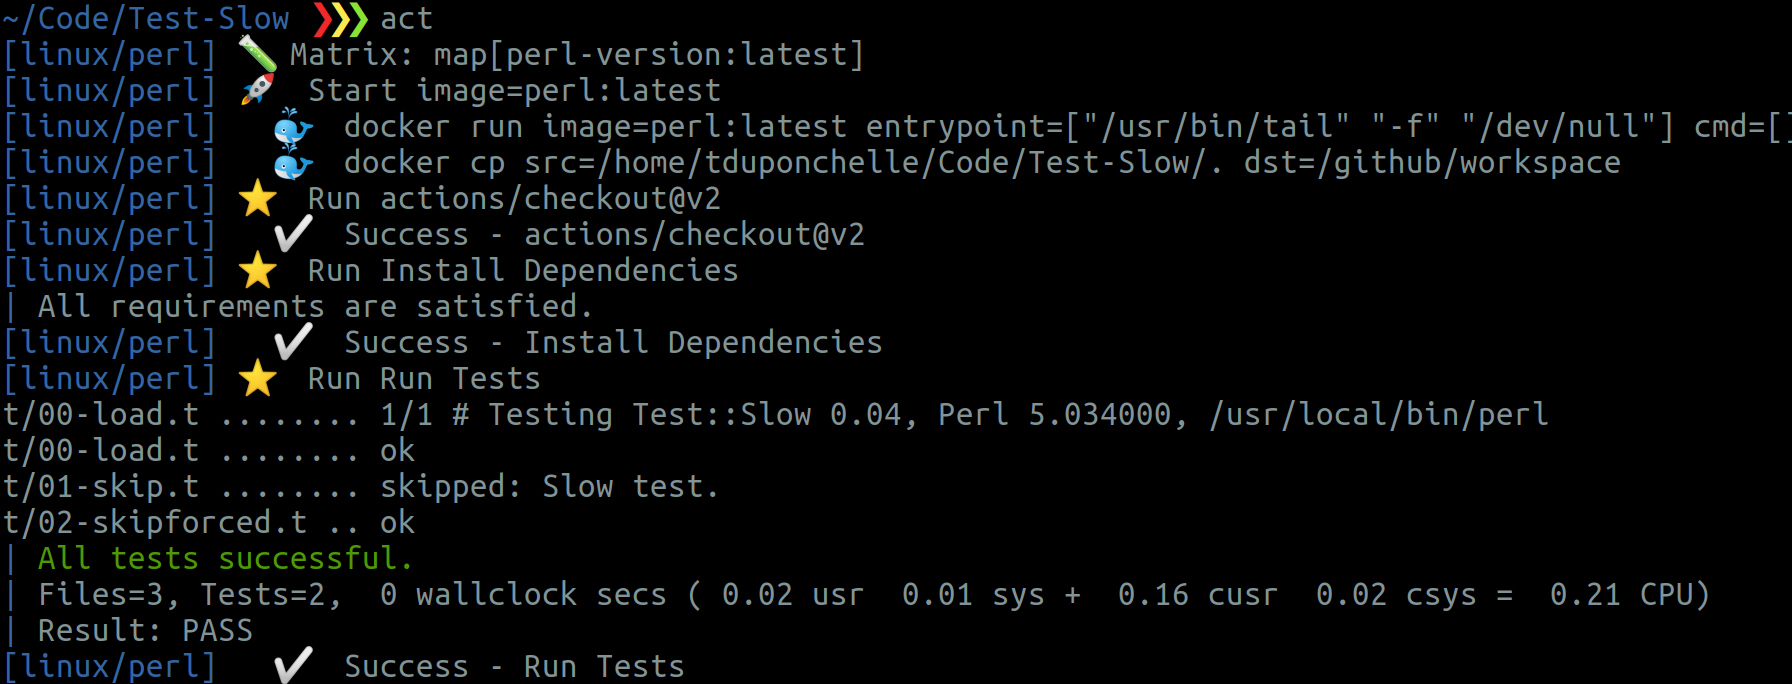 ~/Code/Test-Slow ❯❯❯ act
[linux/perl] 🧪 Matrix: map[perl-version:latest]
[linux/perl] 🚀  Start image=perl:latest
[linux/perl]   🐳  docker run image=perl:latest entrypoint=["/usr/bin/tail" "-f" "/dev/null"] cmd=[]
[linux/perl]   🐳  docker cp src=/home/tduponchelle/Code/Test-Slow/. dst=/github/workspace
[linux/perl] ⭐  Run actions/checkout@v2
[linux/perl]   ✔  Success - actions/checkout@v2
[linux/perl] ⭐  Run Install Dependencies
| All requirements are satisfied.
[linux/perl]   ✔  Success - Install Dependencies
[linux/perl] ⭐  Run Run Tests
t/00-load.t ........ 1/1 # Testing Test::Slow 0.04, Perl 5.034000, /usr/local/bin/perl
t/00-load.t ........ ok
t/01-skip.t ........ skipped: Slow test.
t/02-skipforced.t .. ok
| All tests successful.
| Files=3, Tests=2,  0 wallclock secs ( 0.02 usr  0.01 sys +  0.16 cusr  0.02 csys =  0.21 CPU)
| Result: PASS
[linux/perl]   ✔  Success - Run Tests